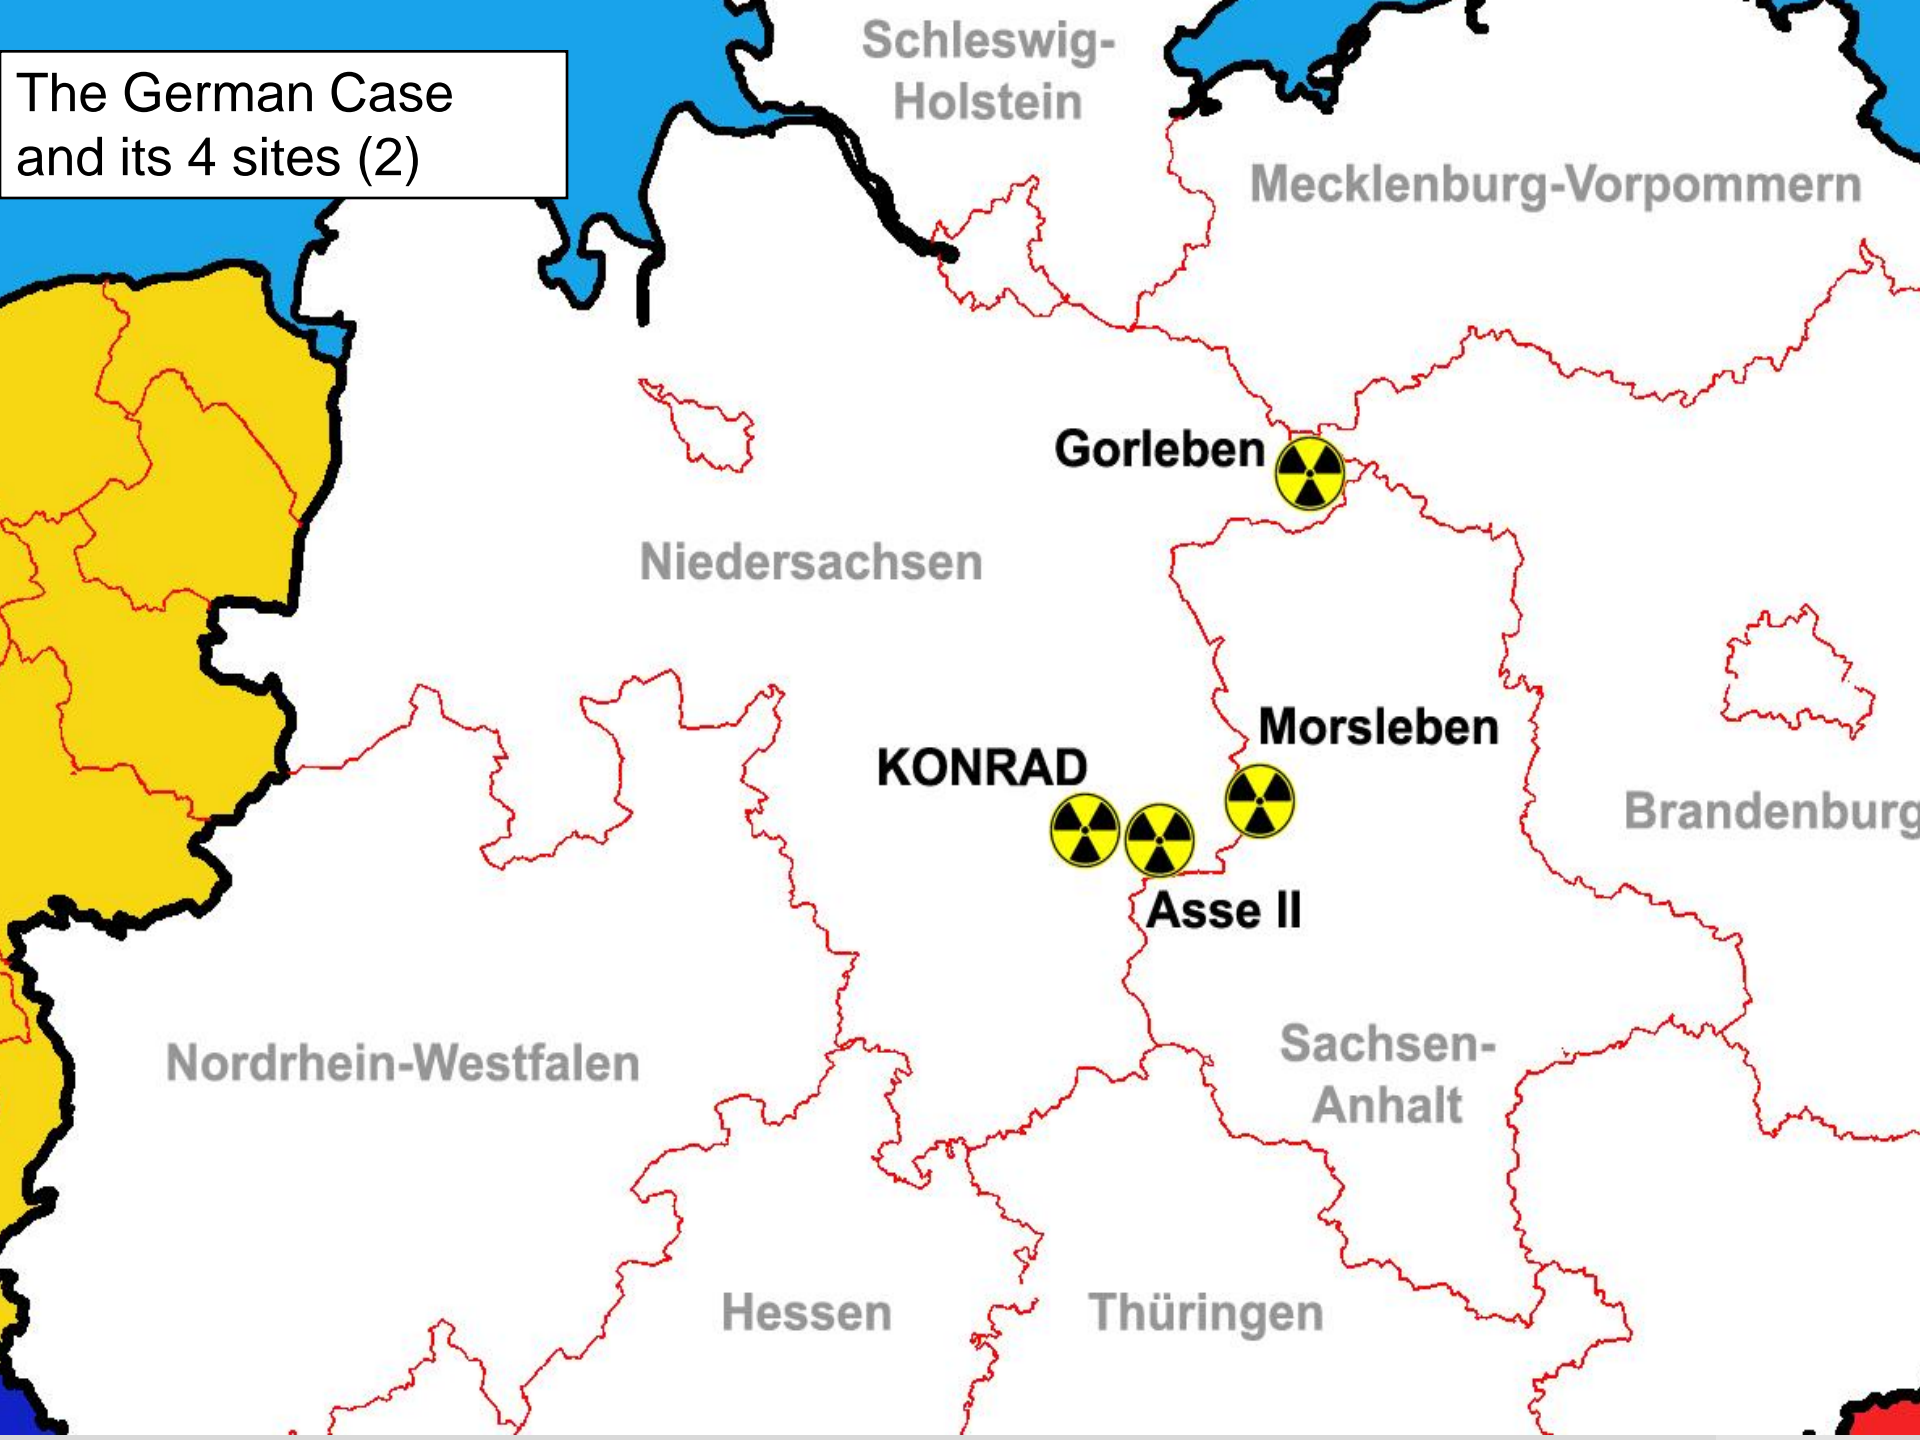 The German Case
and its 4 sites (2)
Schleswig-
Holstein
Mecklenburg-Vorpommern
Gorleben
Niedersachsen
Morsleben
KONRAD
Brandenburg
Asse II
Nordrhein-Westfalen
Sachsen-
Anhalt
Hessen
Thüringen